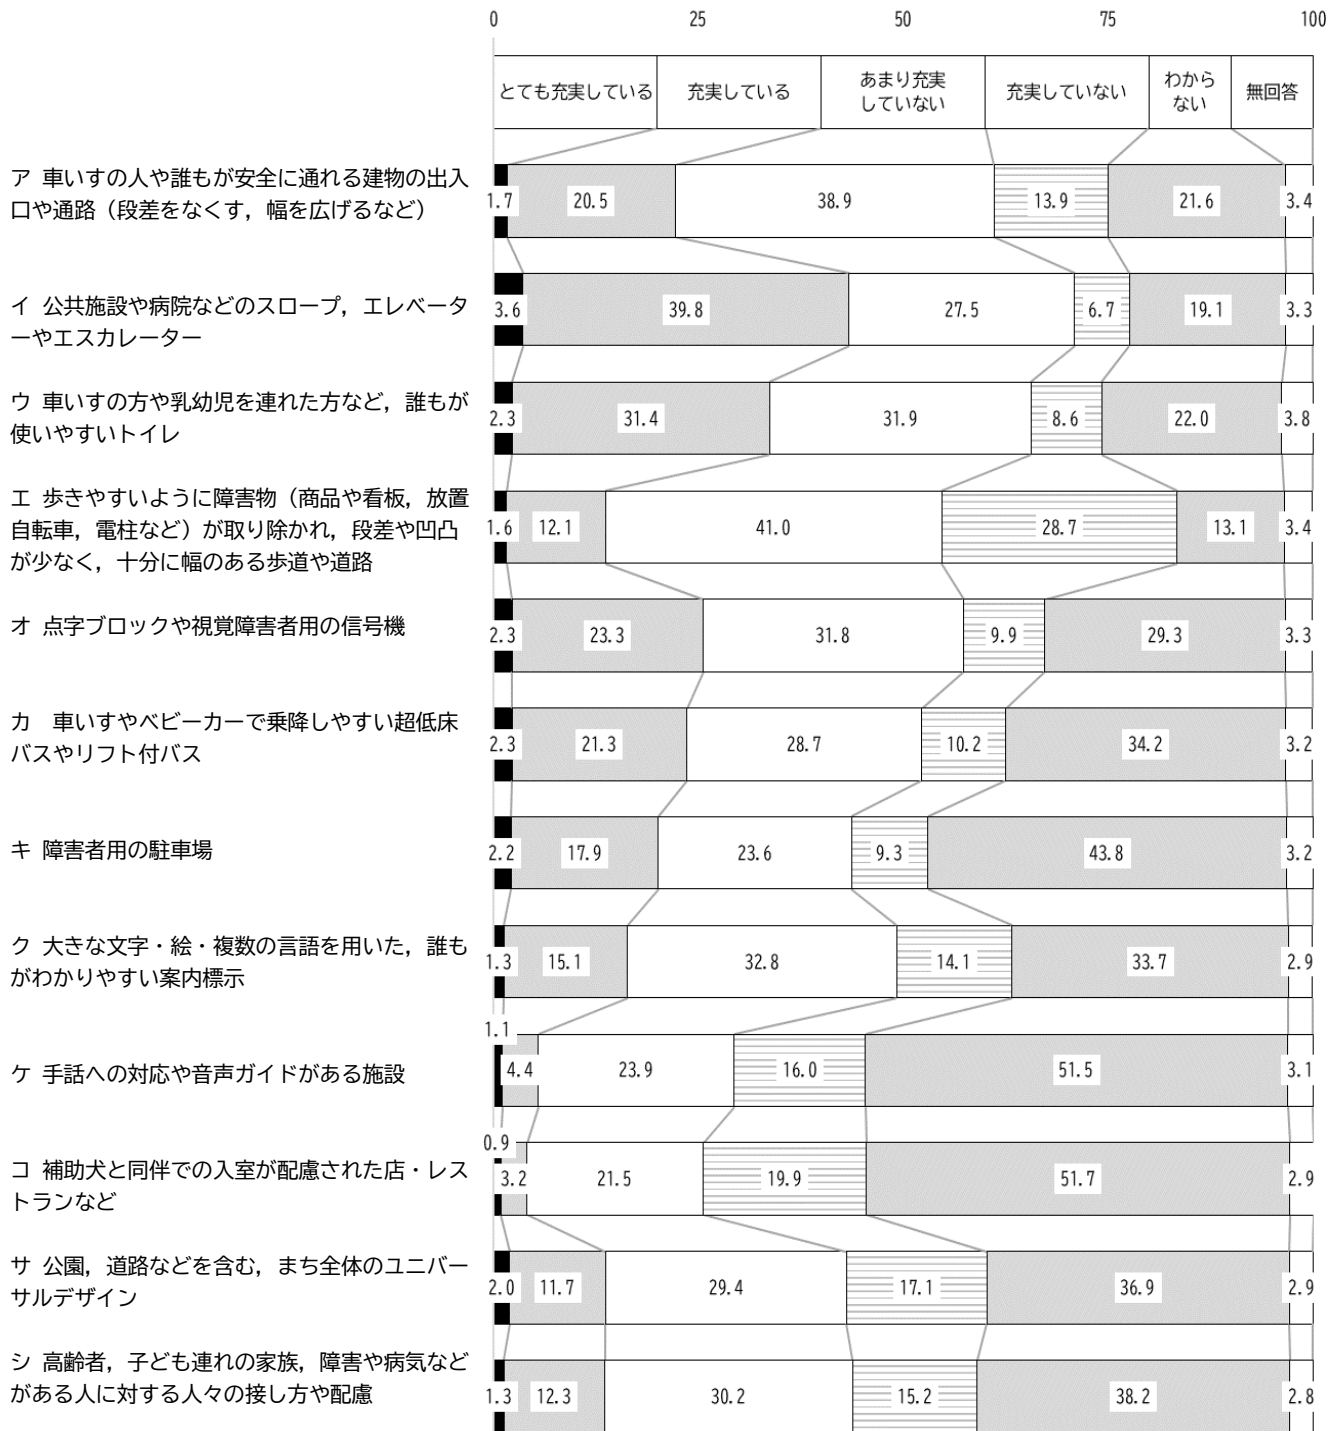 0 25 50 75 100
とても充実している 充実している あまり充実 充実していない わから 無回答
していない ない
ア 車いすの人や誰もが安全に通れる建物の出入
口や通路（段差をなくす，幅を広げるなど）
1.7 20.5 38.9 13.9 21.6 3.4
イ 公共施設や病院などのスロープ，エレベータ
ーやエスカレーター
3.6 39.8 27.5 6.7 19.1 3.3
ウ 車いすの方や乳幼児を連れた方など，誰もが
使いやすいトイレ
2.3 31.4 31.9 8.6 22.0 3.8
エ 歩きやすいように障害物（商品や看板，放置
自転車，電柱など）が取り除かれ，段差や凹凸
が少なく，十分に幅のある歩道や道路
1.6 12.1 41.0 28.7 13.1 3.4
オ 点字ブロックや視覚障害者用の信号機
2.3 23.3 31.8 9.9 29.3 3.3
カ 車いすやベビーカーで乗降しやすい超低床
バスやリフト付バス
2.3 21.3 28.7 10.2 34.2 3.2
キ 障害者用の駐車場
2.2 17.9 23.6 9.3 43.8 3.2
ク 大きな文字・絵・複数の言語を用いた，誰も
がわかりやすい案内標示
1.3 15.1 32.8 14.1 33.7 2.9
ケ 手話への対応や音声ガイドがある施設
1.1 4.4 23.9 16.0 51.5 3.1
コ 補助犬と同伴での入室が配慮された店・レス
トランなど
0.9 3.2 21.5 19.9 51.7 2.9
サ 公園，道路などを含む，まち全体のユニバー
サルデザイン
2.0 11.7 29.4 17.1 36.9 2.9
シ 高齢者，子ども連れの家族，障害や病気など
がある人に対する人々の接し方や配慮
1.3 12.3 30.2 15.2 38.2 2.8